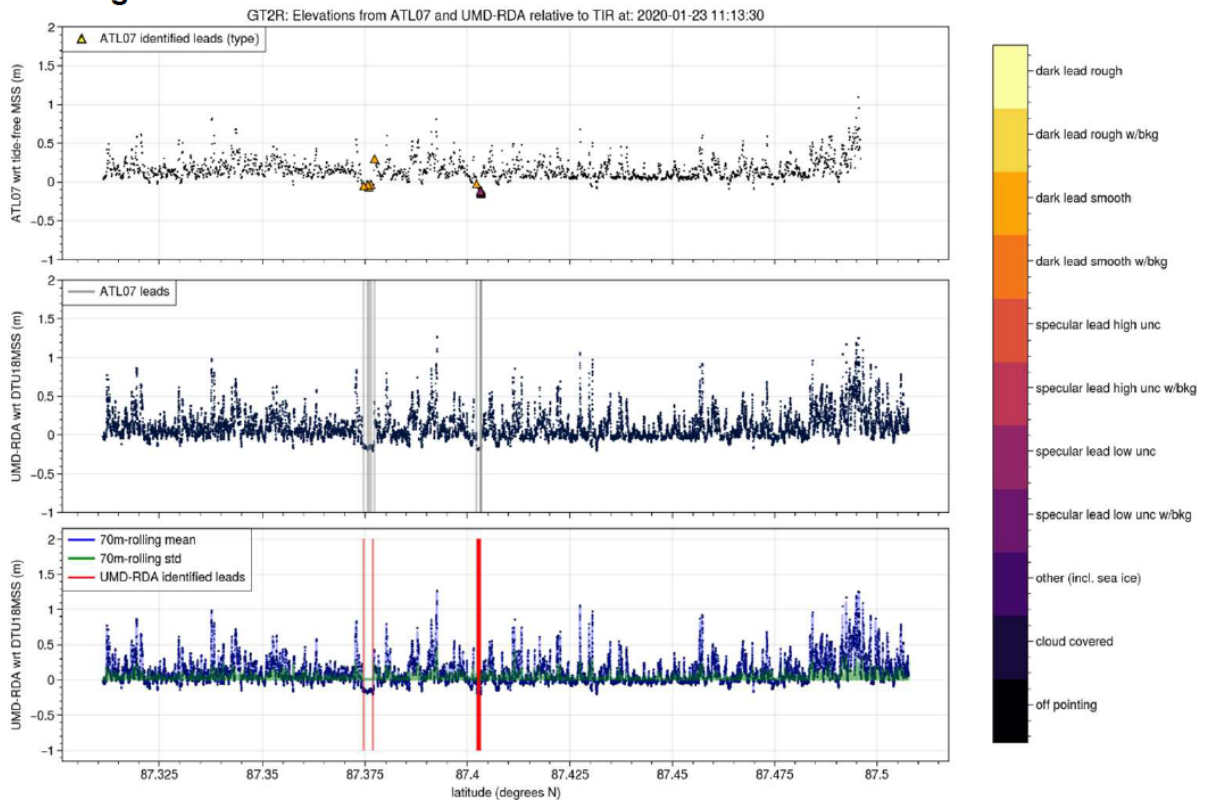 g
GT2R: Elevations from ATL07 and UMD-RDA relative to TIR at: 2020-01-23 11:13:30
ATL07 wrt tide-free MSS (m)
2
1.5
1
0.5
0
−0.5
−1
ATL07 identified leads (type)
UMD-RDA wrt DTU18MSS (m)
2
1.5
1
0.5
0
−0.5
−1
ATL07 leads
UMD-RDA wrt DTU18MSS (m)
2
1.5
1
0.5
0
−0.5
−1
70m-rolling mean
70m-rolling std
UMD-RDA identified leads
87.325 87.35 87.375 87.4 87.425 87.45 87.475 87.5
latitude (degrees N)
dark lead rough
dark lead rough w/bkg
dark lead smooth
dark lead smooth w/bkg
specular lead high unc
specular lead high unc w/bkg
specular lead low unc
specular lead low unc w/bkg
other (incl. sea ice)
cloud covered
off pointing